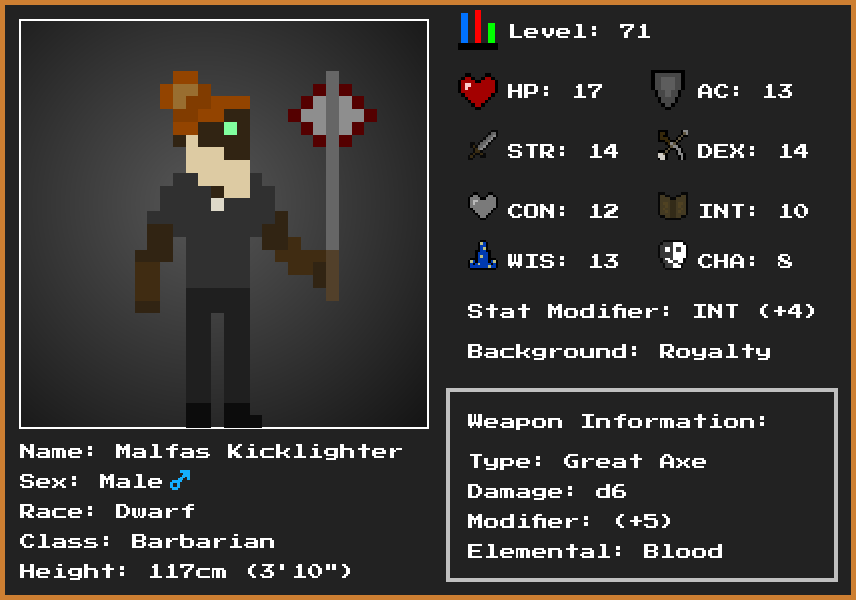 Level: 71
HP: 17
AC: 13
STR: 14
DEX: 14
CON: 12
INT: 10
WIS: 13
CHA: 8
Stat Modifier: INT (+4)
Background: Royalty
Weapon Information:
Type: Great Axe
Damage: d6
Modifier: (+5)
Elemental: Blood
Name: Malfas Kicklighter
Sex: Male ♂
Race: Dwarf
Class: Barbarian
Height: 117cm (3'10")